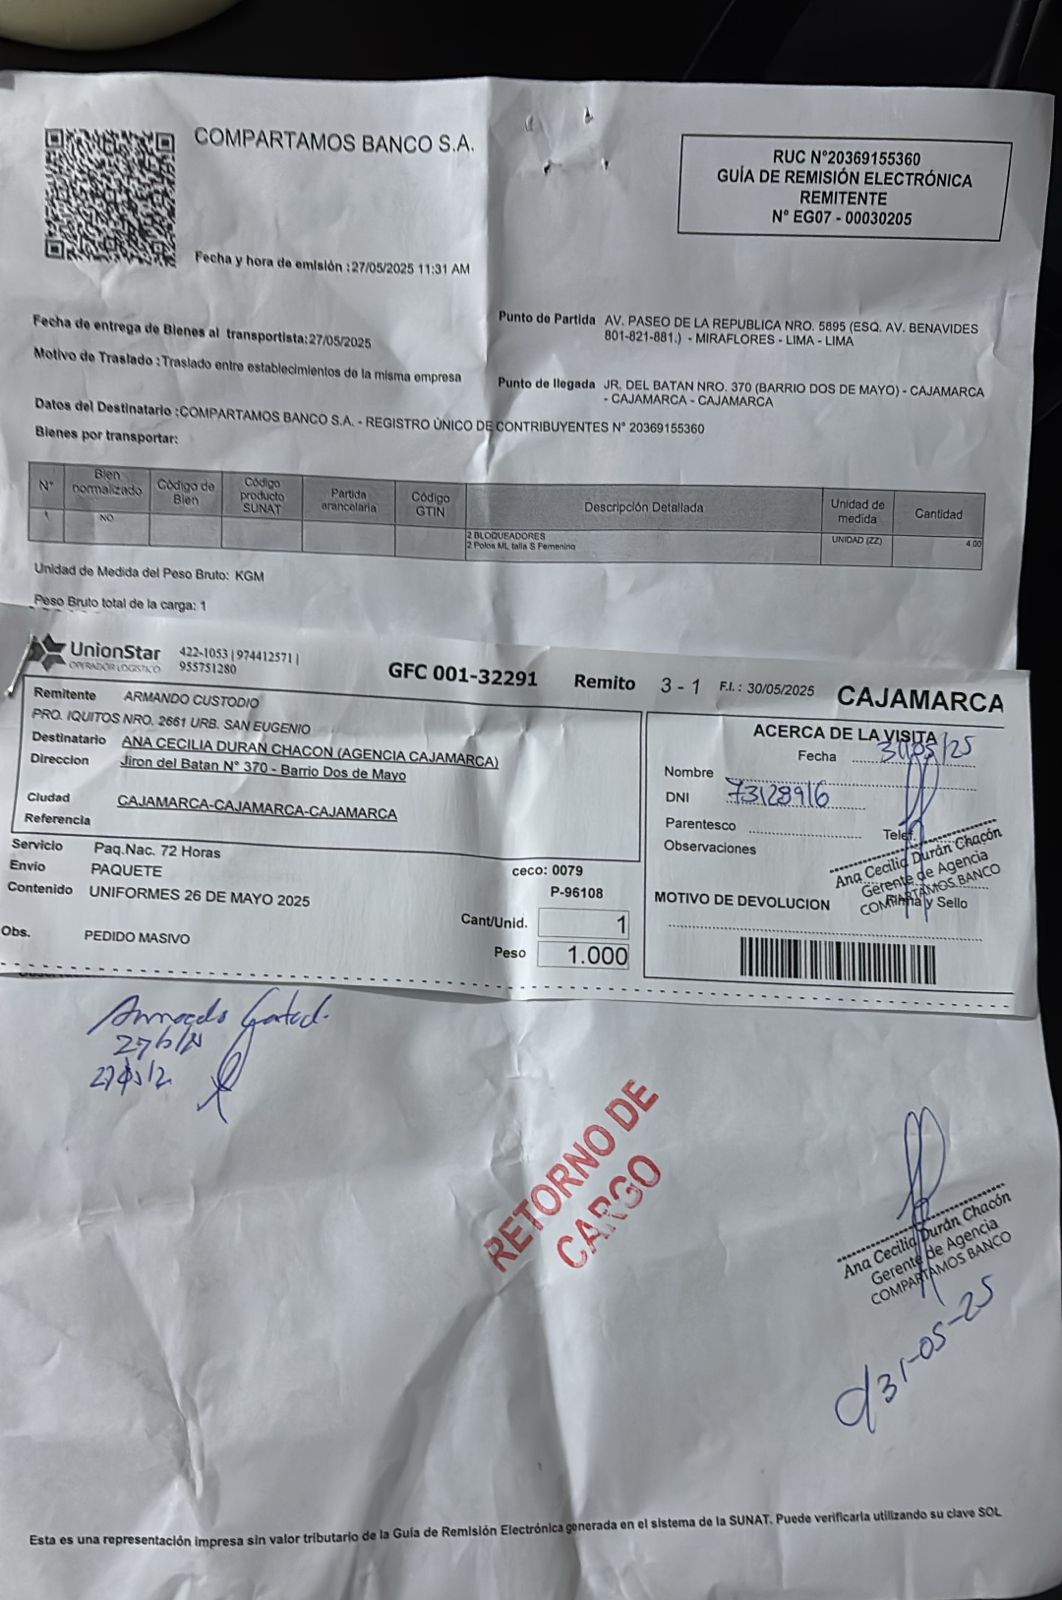 COMPARTAMOS BANCO S.A.
RUC N°20369155360
GUÍA DE REMISIÓN ELECTRÓNICA
REMITENTE
N° EG07 - 00030205
Fecha y hora de emisión : 27/05/2025 11:31 AM
Fecha de entrega de Bienes al transportista: 27/05/2025
Motivo de Traslado : Traslado entre establecimientos de la misma empresa
Punto de Partida AV. PASEO DE LA REPUBLICA NRO. 5895 (ESQ. AV. BENAVIDES
801-821-881.) - MIRAFLORES - LIMA - LIMA
Punto de llegada JR. DEL BATAN NRO. 370 (BARRIO DOS DE MAYO) - CAJAMARCA
- CAJAMARCA - CAJAMARCA
Datos del Destinatario : COMPARTAMOS BANCO S.A. - REGISTRO ÚNICO DE CONTRIBUYENTES N° 20369155360
Bienes por transportar:
N° Bien normalizado Código de Bien Código producto SUNAT Partida arancelaria Código GTIN Descripción Detallada Unidad de medida Cantidad
1 NO 2 BLOQUEADORES UNIDAD (ZZ) 4.00
2 Polos ML talla S Femenino
Unidad de Medida del Peso Bruto: KGM
Peso Bruto total de la carga: 1
UnionStar
OPERADOR LOGISTICO
422-1053 | 974412571 |
955751280
GFC 001-32291 Remito 3 - 1 F.I. : 30/05/2025 CAJAMARCA
Remitente ARMANDO CUSTODIO
PRO. IQUITOS NRO. 2661 URB. SAN EUGENIO
Destinatario ANA CECILIA DURAN CHACON (AGENCIA CAJAMARCA)
Direccion Jiron del Batan N° 370 - Barrio Dos de Mayo
Ciudad CAJAMARCA-CAJAMARCA-CAJAMARCA
Referencia
Servicio Paq.Nac. 72 Horas
Envío PAQUETE
Contenido UNIFORMES 26 DE MAYO 2025
Obs. PEDIDO MASIVO
ceco: 0079
P-96108
Cant/Unid. 1
Peso 1.000
ACERCA DE LA VISITA
Fecha 31/05/25
Nombre
DNI 73128916
Parentesco Telef.
Observaciones
Ana Cecilia Durán Chacón
Gerente de Agencia
COMPARTAMOS BANCO
Firma y Sello
MOTIVO DE DEVOLUCION
RETORNO DE
CARGO
Ana Cecilia Durán Chacón
Gerente de Agencia
COMPARTAMOS BANCO
31-05-25
Esta es una representación impresa sin valor tributario de la Guía de Remisión Electrónica generada en el sistema de la SUNAT. Puede verificarla utilizando su clave SOL